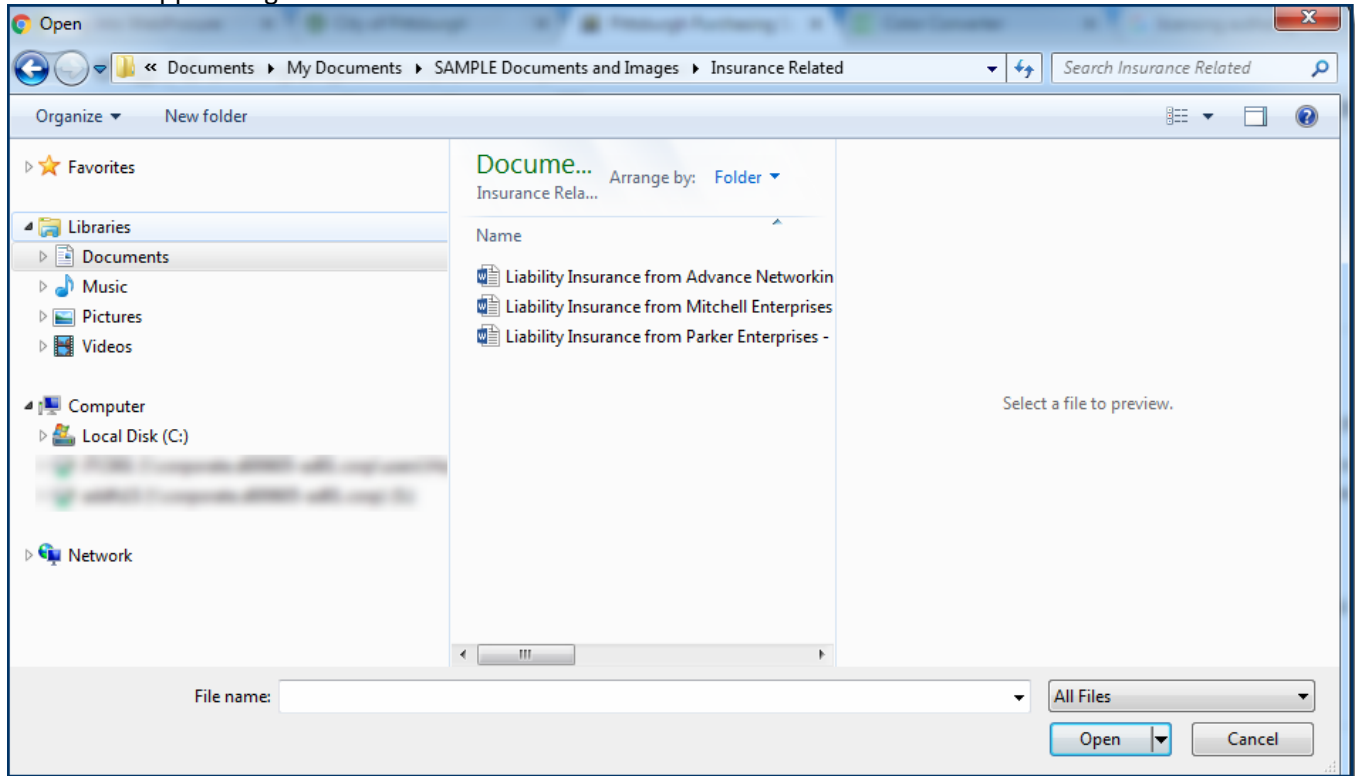 Open
« Documents ▸ My Documents ▸ SAMPLE Documents and Images ▸ Insurance Related
Search Insurance Related
Organize ▾ New folder
Favorites
Libraries
Documents
Music
Pictures
Videos
Computer
Local Disk (C:)
Network
Docume...
Insurance Rela...
Arrange by: Folder ▾
Name
Liability Insurance from Advance Networkin
Liability Insurance from Mitchell Enterprises
Liability Insurance from Parker Enterprises -
Select a file to preview.
File name:
All Files
Open
Cancel